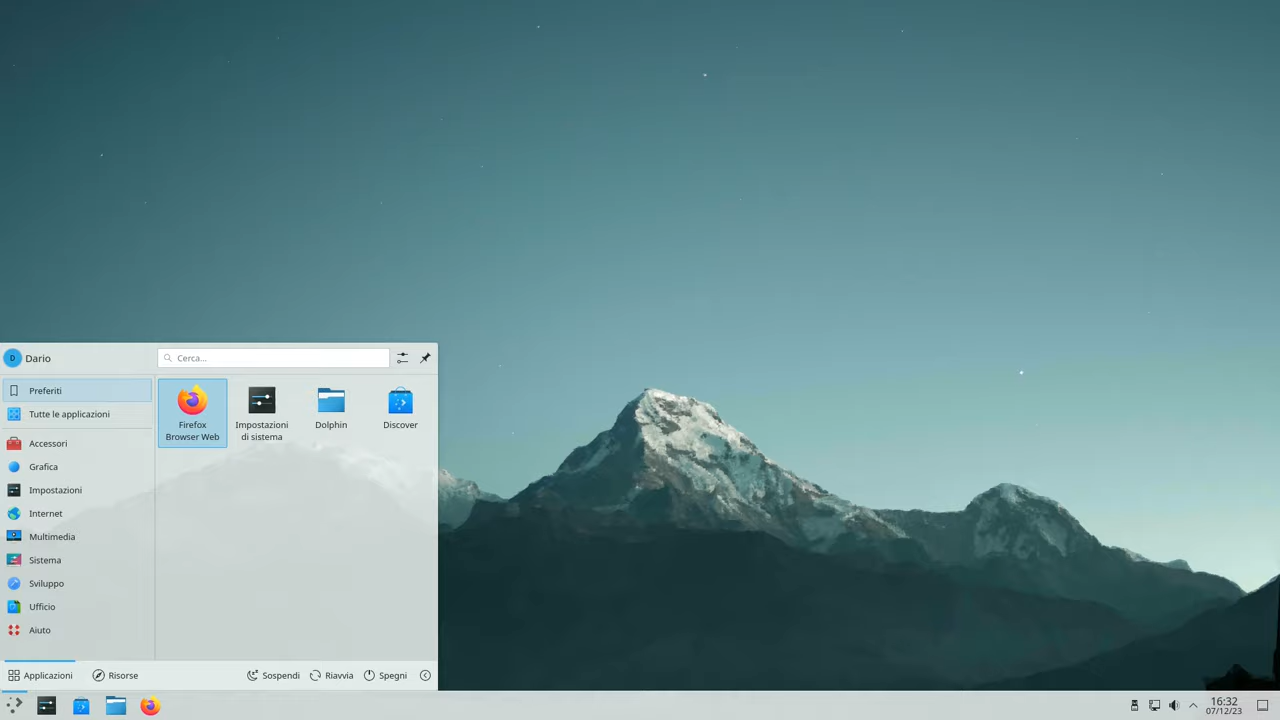 D
Dario
Cerca...
Preferiti
Tutte le applicazioni
Accessori
Grafica
Impostazioni
Internet
Multimedia
Sistema
Sviluppo
Ufficio
Aiuto
Firefox
Browser Web
Impostazioni
di sistema
Dolphin
Discover
Applicazioni
Risorse
Sospendi
Riavvia
Spegni
16:32
07/12/23